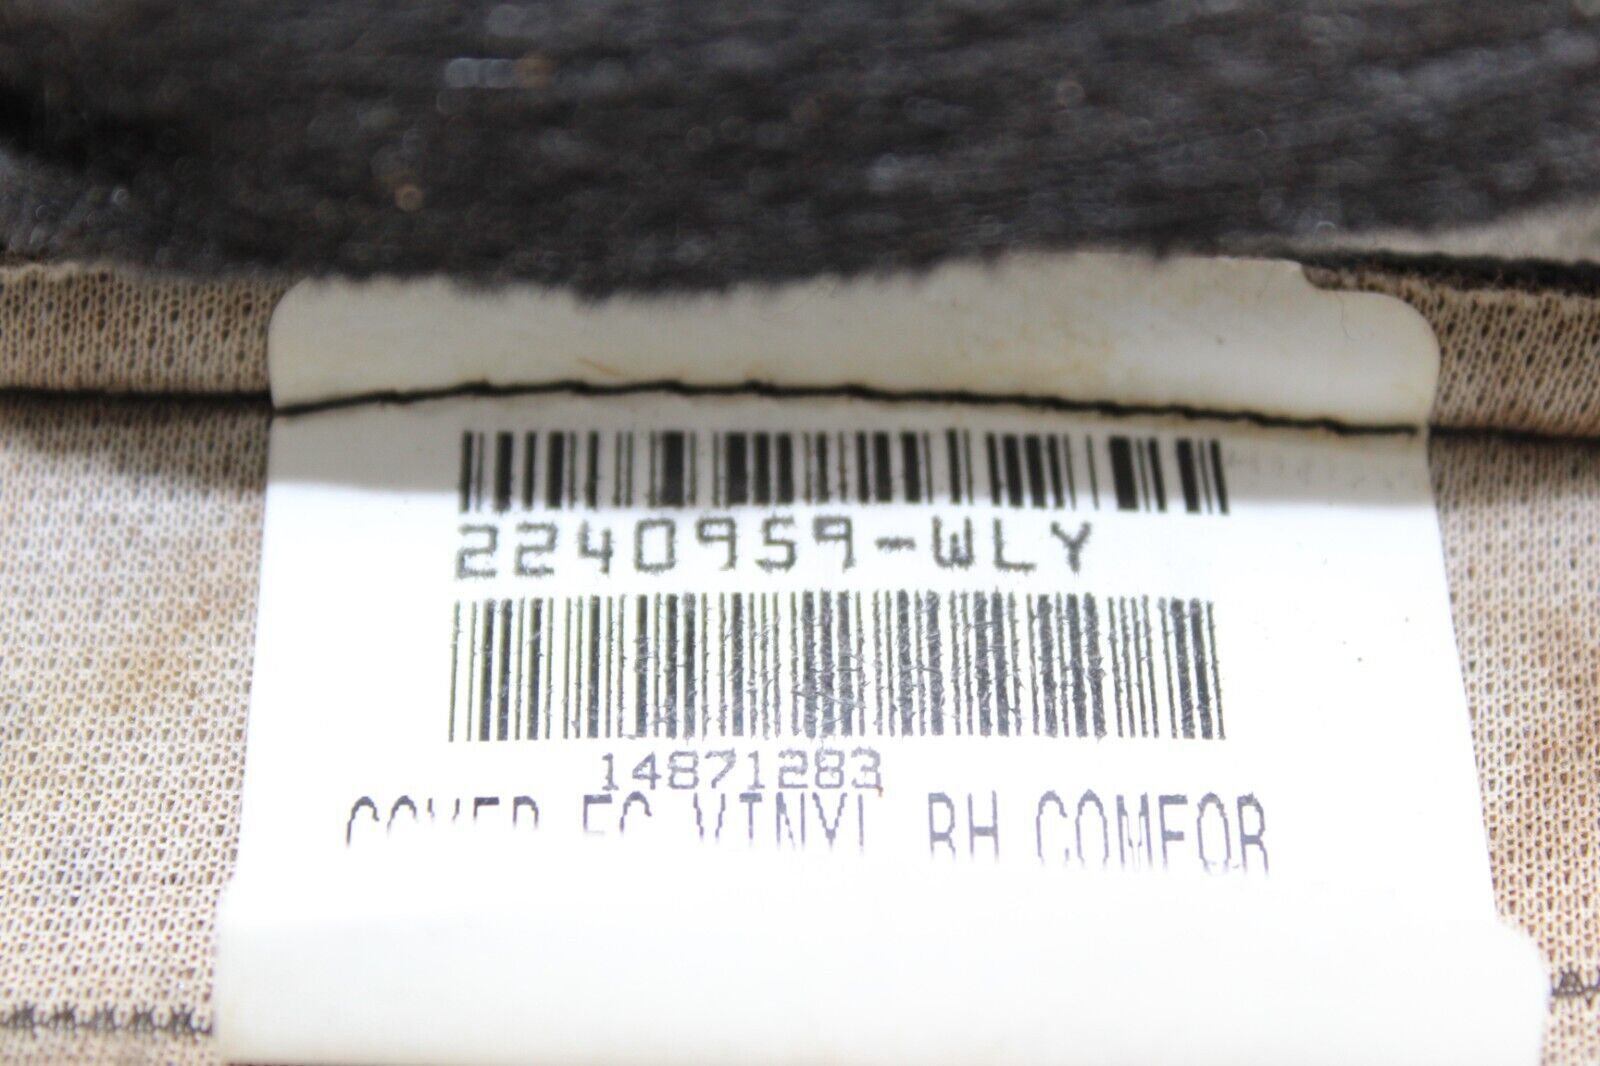 2240959-WLY
14871283
COVER FC VINYL RH COMFOR